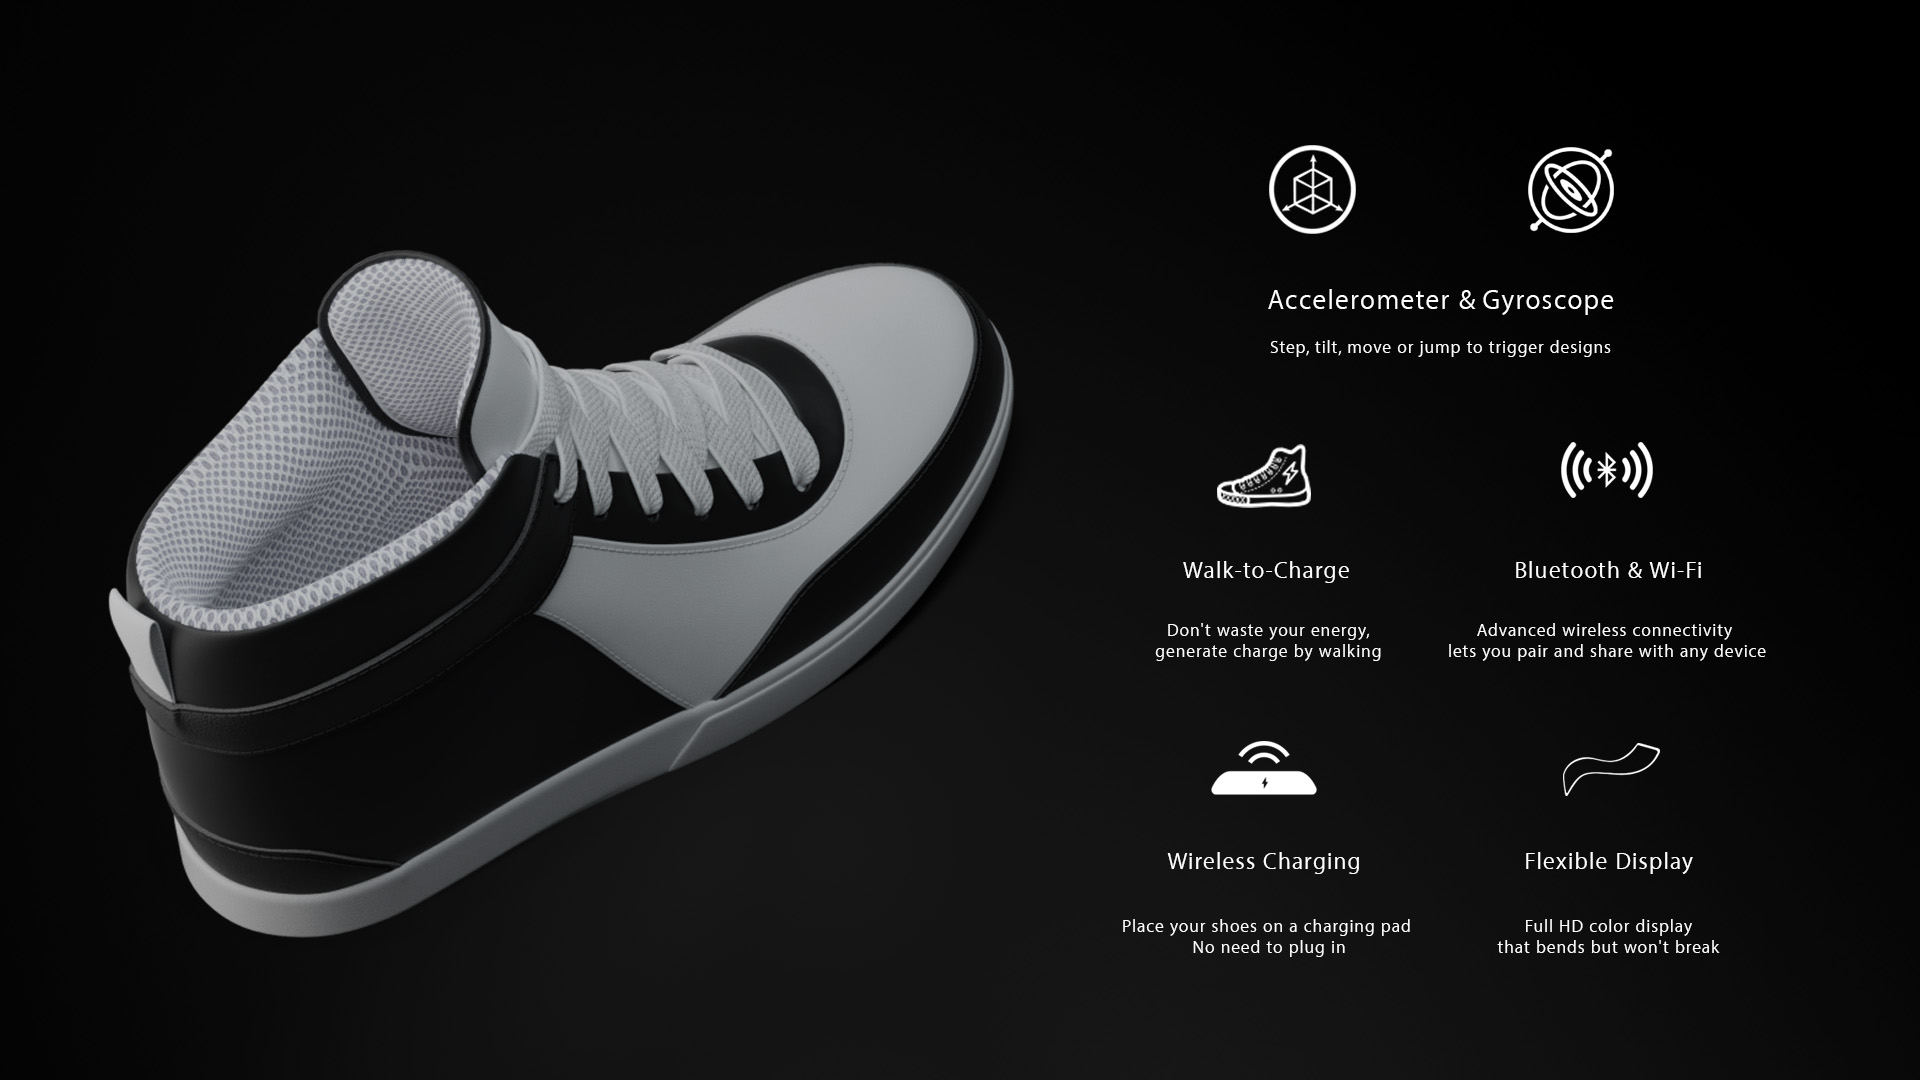 Accelerometer & Gyroscope
Step, tilt, move or jump to trigger designs
Walk-to-Charge
Don't waste your energy,
generate charge by walking
Bluetooth & Wi-Fi
Advanced wireless connectivity
lets you pair and share with any device
Wireless Charging
Place your shoes on a charging pad
No need to plug in
Flexible Display
Full HD color display
that bends but won't break